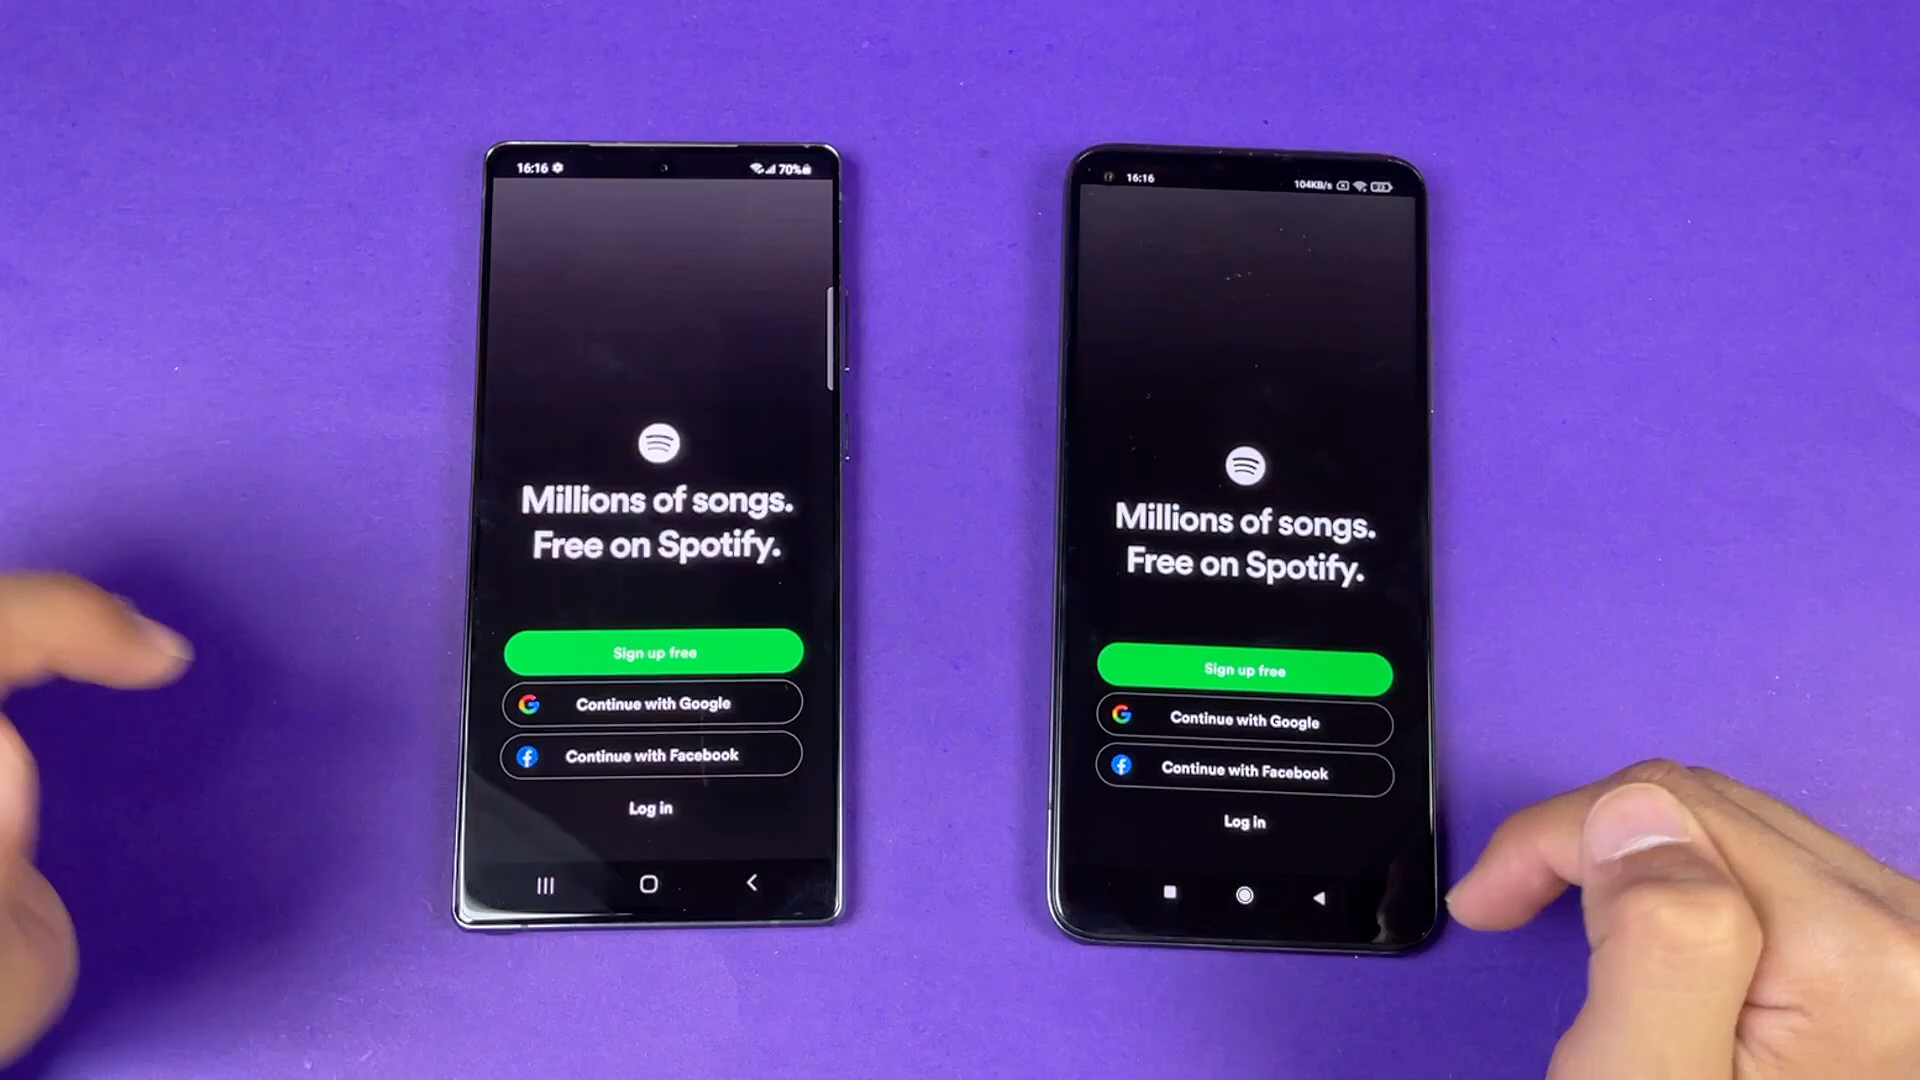 16:16
70%
Millions of songs.
Free on Spotify.
Sign up free
Continue with Google
Continue with Facebook
Log in
16:16
104KB/s
23
Millions of songs.
Free on Spotify.
Sign up free
Continue with Google
Continue with Facebook
Log in